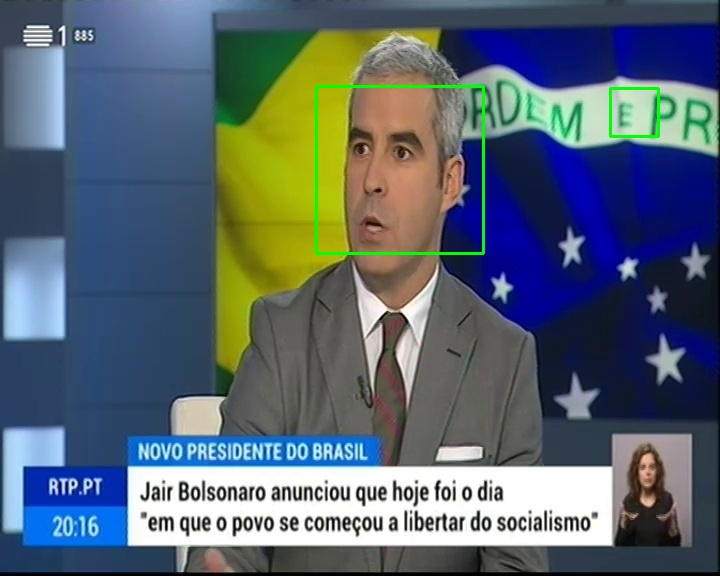 1 885
ORDEM E PR
NOVO PRESIDENTE DO BRASIL
RTP.PT
Jair Bolsonaro anunciou que hoje foi o dia
20:16
"em que o povo se começou a libertar do socialismo"